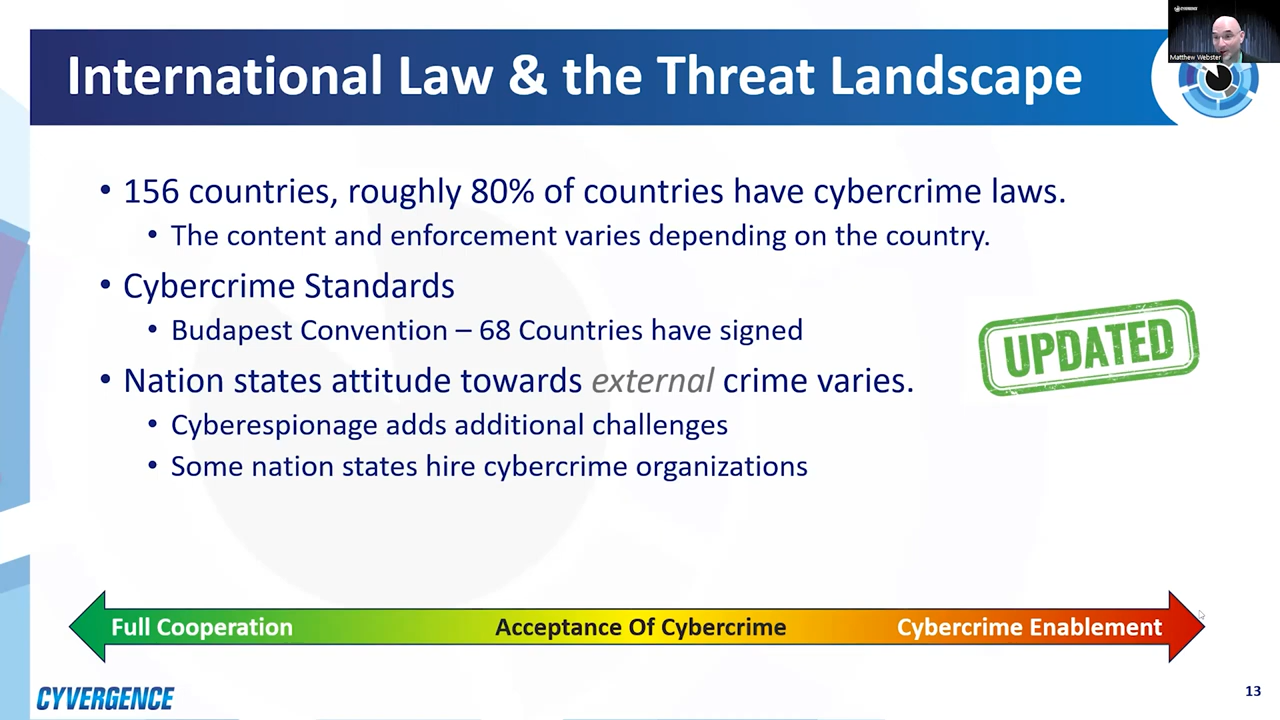 CYVERGENCE
Matthew Webster
International Law & the Threat Landscape
• 156 countries, roughly 80% of countries have cybercrime laws.
• The content and enforcement varies depending on the country.
• Cybercrime Standards
• Budapest Convention – 68 Countries have signed
UPDATED
• Nation states attitude towards external crime varies.
• Cyberespionage adds additional challenges
• Some nation states hire cybercrime organizations
Full Cooperation Acceptance Of Cybercrime Cybercrime Enablement
CYVERGENCE
13